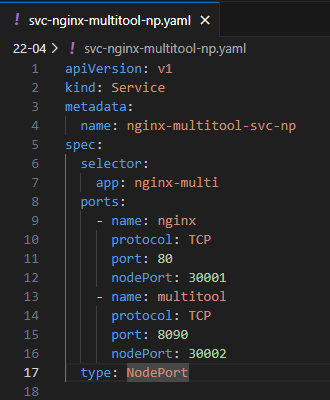 ! svc-nginx-multitool-np.yaml ×
22-04 > ! svc-nginx-multitool-np.yaml
1 apiVersion: v1
2 kind: Service
3 metadata:
4   name: nginx-multitool-svc-np
5 spec:
6   selector:
7     app: nginx-multi
8   ports:
9     - name: nginx
10       protocol: TCP
11       port: 80
12       nodePort: 30001
13     - name: multitool
14       protocol: TCP
15       port: 8090
16       nodePort: 30002
17   type: NodePort
18